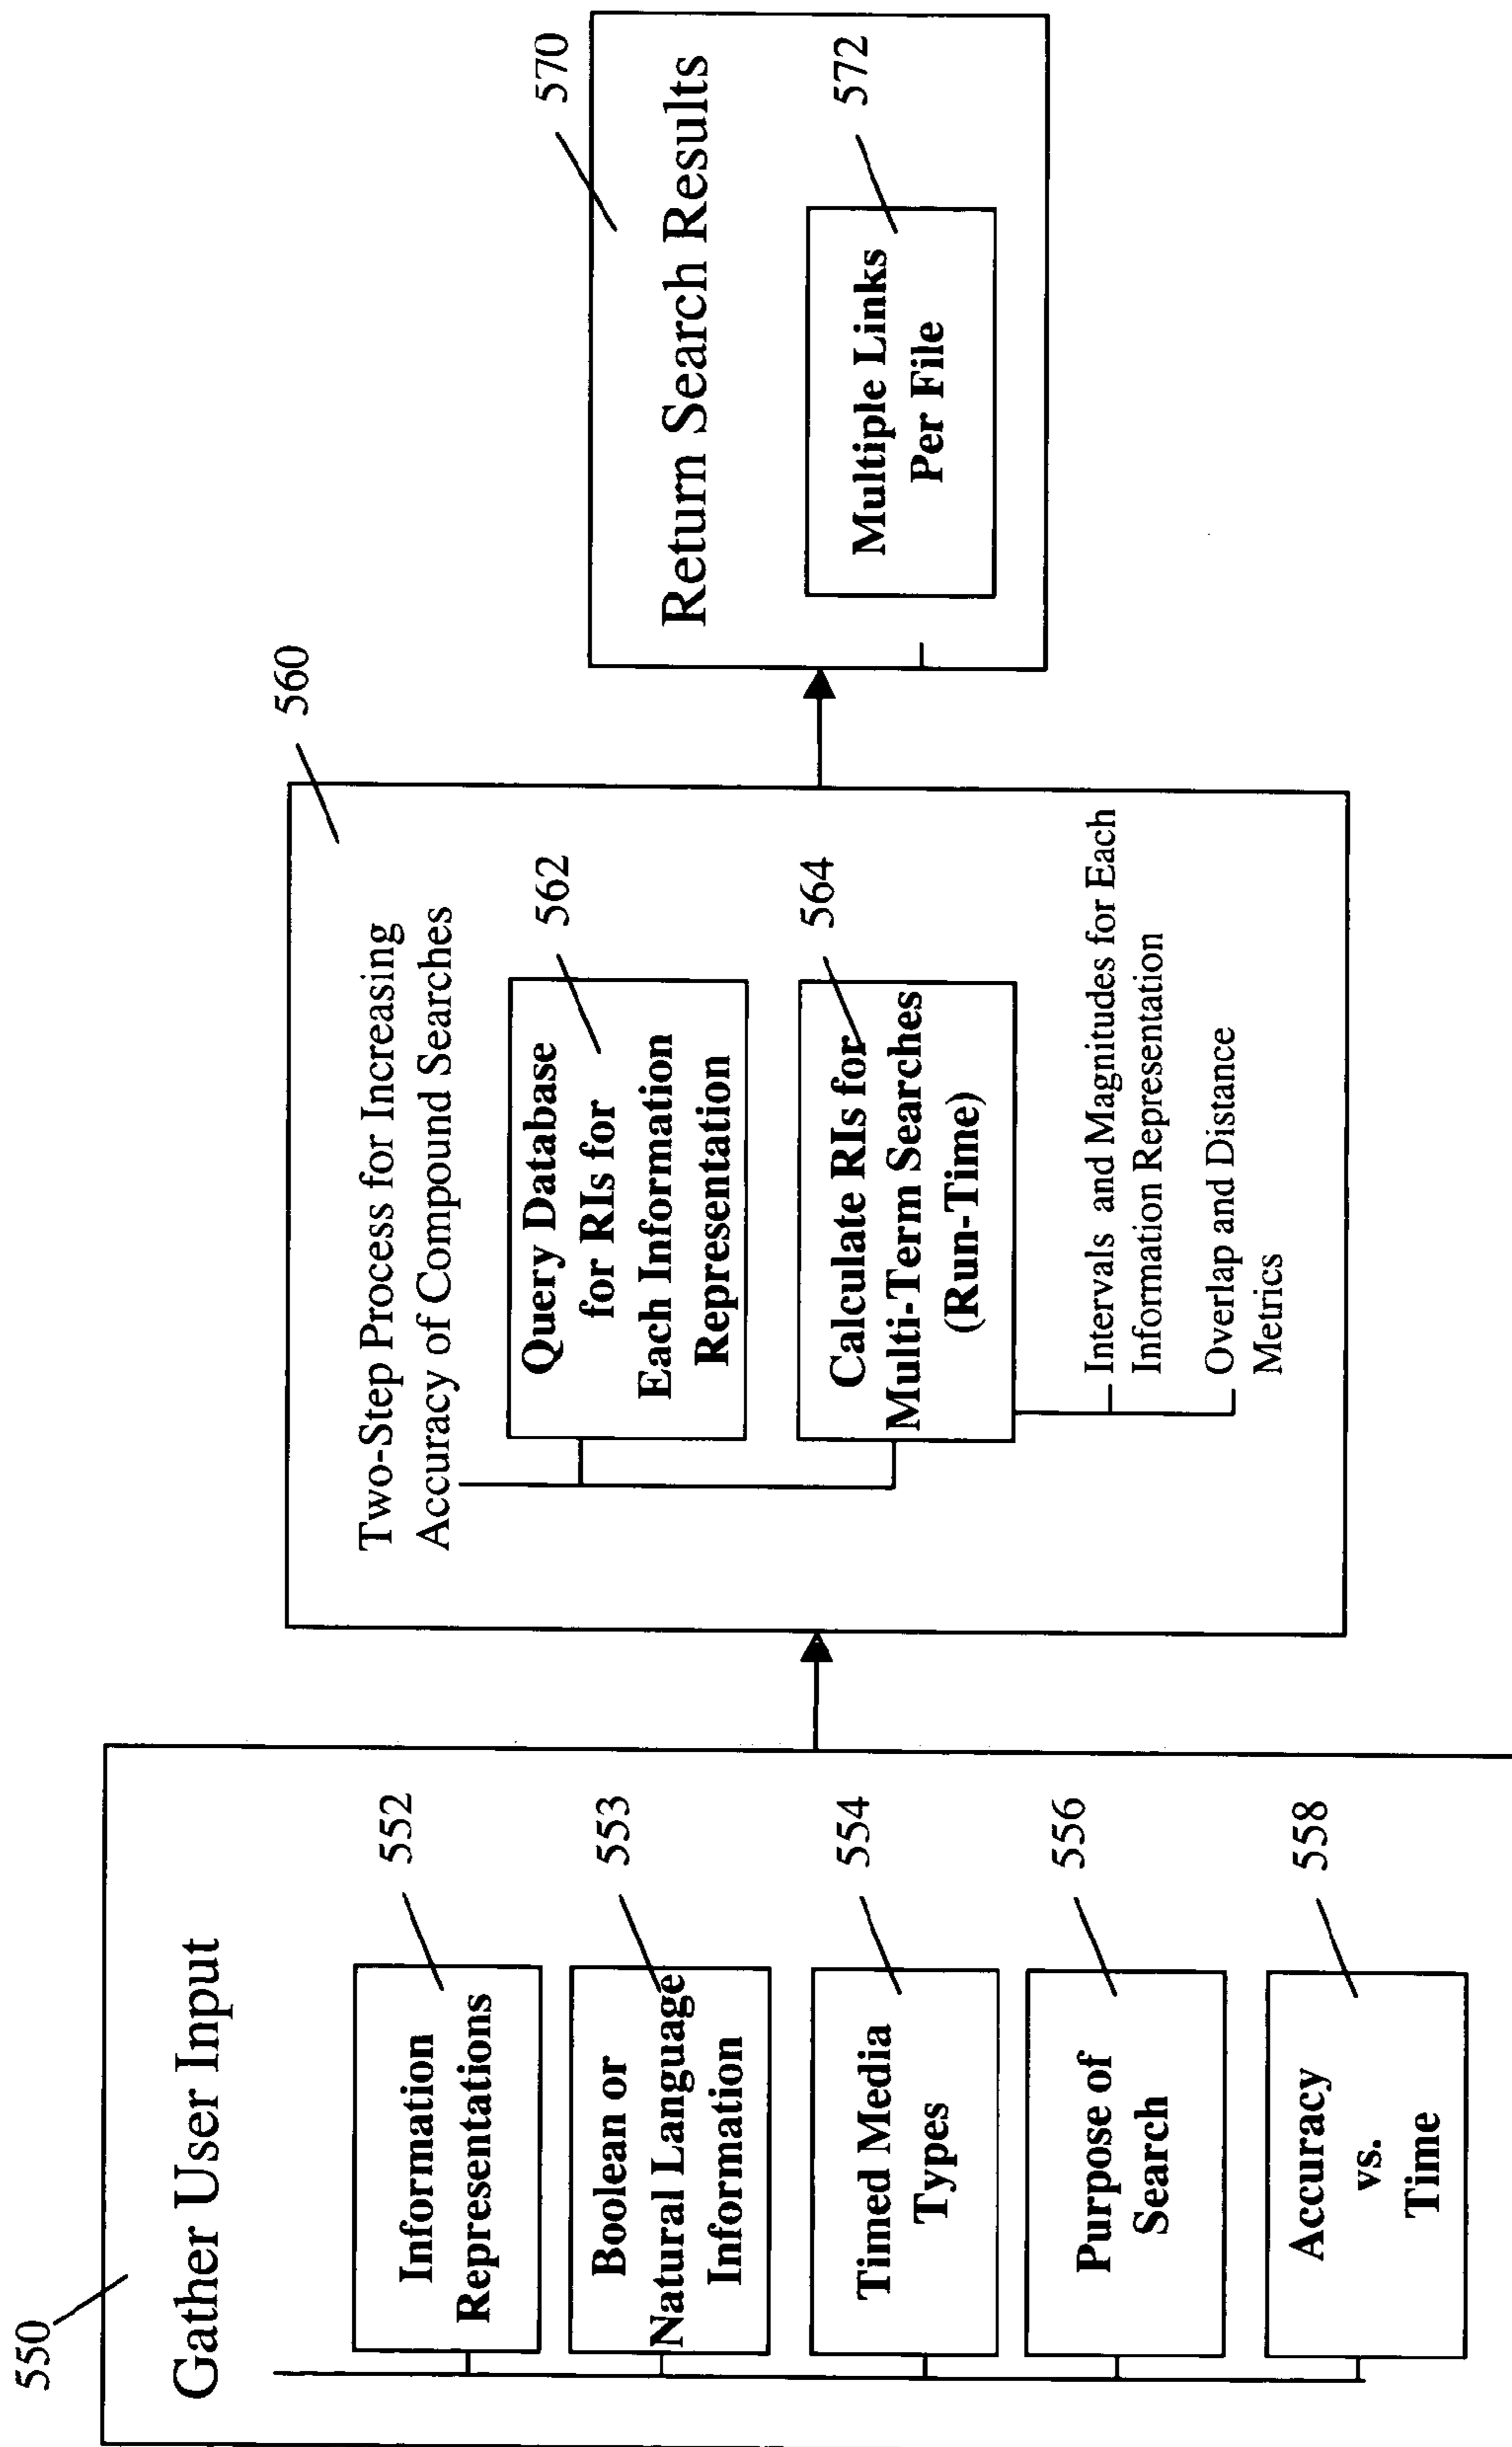 550
Gather User Input
552
Information
Representations
553
Boolean or
Natural Language
Information
554
Timed Media
Types
556
Purpose of
Search
558
Accuracy
vs.
Time
560
Two-Step Process for Increasing
Accuracy of Compound Searches
562
Query Database
for RIs for
Each Information
Representation
564
Calculate RIs for
Multi-Term Searches
(Run-Time)
Intervals and Magnitudes for Each
Information Representation
Overlap and Distance
Metrics
570
Return Search Results
572
Multiple Links
Per File